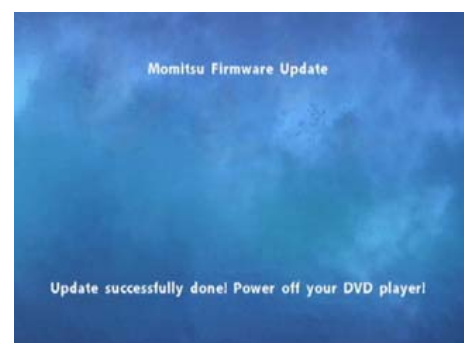 Momitsu Firmware Update
Update successfully done! Power off your DVD player!